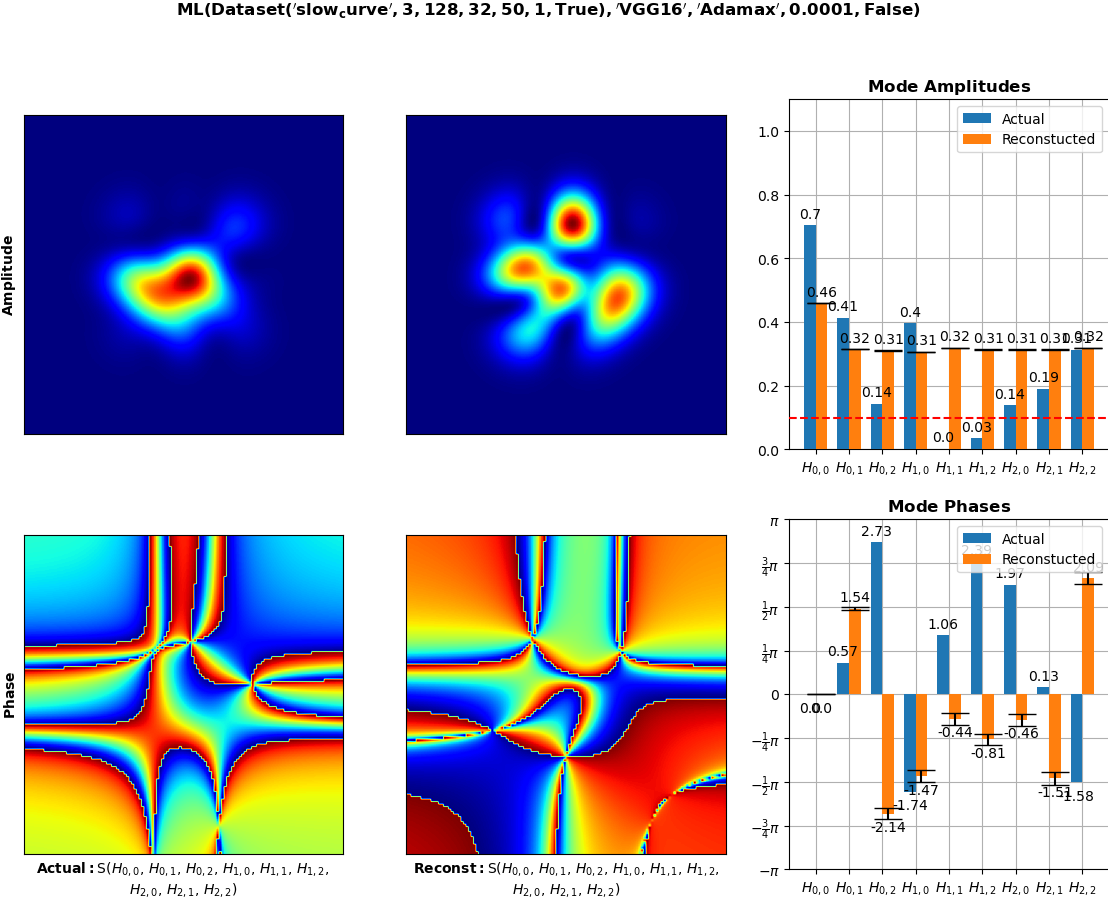 ML(Dataset('slow_curve', 3, 128, 32, 50, 1, True), 'VGG16', 'Adamax', 0.0001, False)
Amplitude
Mode Amplitudes
Actual
Reconstucted
1.0
0.8
0.6
0.4
0.2
0.0
0.7
0.46
0.41
0.32
0.14
0.31
0.4
0.31
0.0
0.32
0.03
0.31
0.14
0.31
0.19
0.31
0.31
0.32
H0,0 H0,1 H0,2 H1,0 H1,1 H1,2 H2,0 H2,1 H2,2
Phase
Mode Phases
Actual
Reconstucted
π
3/4π
1/2π
1/4π
0
−1/4π
−1/2π
−3/4π
−π
0.0
0.0
0.57
1.54
2.73
-2.14
-1.74
-1.47
1.06
-0.44
2.39
-0.81
1.97
-0.46
0.13
-1.51
-1.58
H0,0 H0,1 H0,2 H1,0 H1,1 H1,2 H2,0 H2,1 H2,2
Actual: S(H0,0, H0,1, H0,2, H1,0, H1,1, H1,2,
H2,0, H2,1, H2,2)
Reconst: S(H0,0, H0,1, H0,2, H1,0, H1,1, H1,2,
H2,0, H2,1, H2,2)